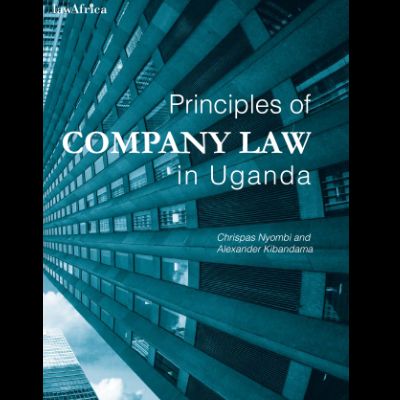 lawAfrica
Principles of
COMPANY LAW
in Uganda
Chrispas Nyombi and
Alexander Kibandama